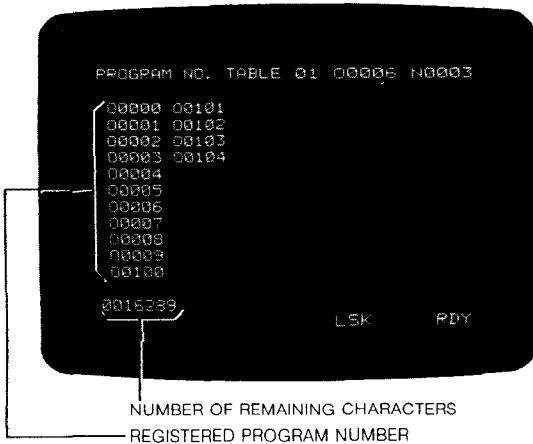 PROGRAM NO. TABLE 01 O0006 N0003
O0000 O0101
O0001 O0102
O0002 O0103
O0003 O0104
O0004
O0005
O0006
O0007
O0008
O0009
O0100
0016289
LSK RDY
NUMBER OF REMAINING CHARACTERS
REGISTERED PROGRAM NUMBER